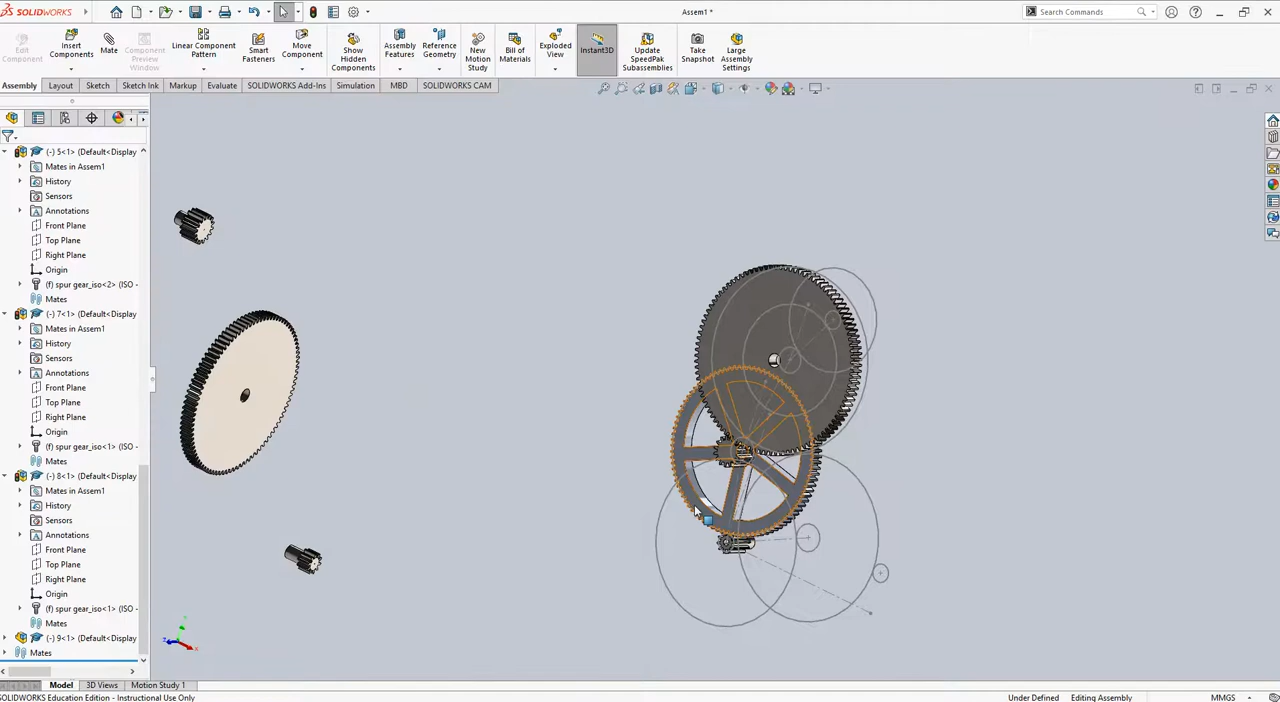 SOLIDWORKS
Assem1 *
Search Commands
Edit Component
Insert Components
Mate
Component Preview Window
Linear Component Pattern
Smart Fasteners
Move Component
Show Hidden Components
Assembly Features
Reference Geometry
New Motion Study
Bill of Materials
Exploded View
Instant3D
Update SpeedPak Subassemblies
Take Snapshot
Large Assembly Settings
Assembly
Layout
Sketch
Sketch Ink
Markup
Evaluate
SOLIDWORKS Add-Ins
Simulation
MBD
SOLIDWORKS CAM
(-) 5<1> (Default<Display
Mates in Assem1
History
Sensors
Annotations
Front Plane
Top Plane
Right Plane
Origin
(f) spur gear_iso<2> (ISO -
Mates
(-) 7<1> (Default<Display
Mates in Assem1
History
Sensors
Annotations
Front Plane
Top Plane
Right Plane
Origin
(f) spur gear_iso<1> (ISO -
Mates
(-) 8<1> (Default<Display
Mates in Assem1
History
Sensors
Annotations
Front Plane
Top Plane
Right Plane
Origin
(f) spur gear_iso<1> (ISO -
Mates
(-) 9<1> (Default<Display
Mates
Model
3D Views
Motion Study 1
SOLIDWORKS Education Edition - Instructional Use Only
Under Defined
Editing Assembly
MMGS